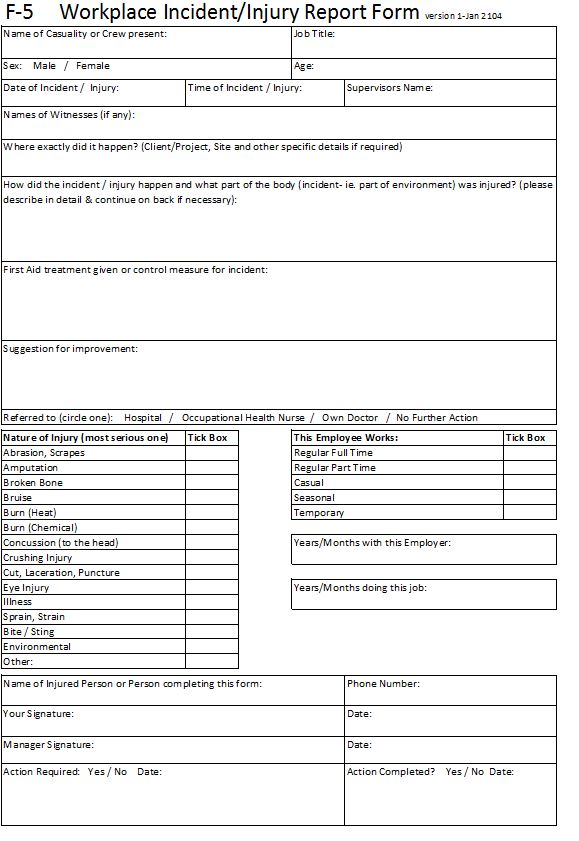 F-5 Workplace Incident/Injury Report Form version 1-Jan 2104
Name of Casualty or Crew present: Job Title:
Sex: Male / Female Age:
Date of Incident / Injury: Time of Incident / Injury: Supervisors Name:
Names of Witnesses (if any):
Where exactly did it happen? (Client/Project, Site and other specific details if required)
How did the incident / injury happen and what part of the body (incident- ie. part of environment) was injured? (please
describe in detail & continue on back if necessary):
First Aid treatment given or control measure for incident:
Suggestion for improvement:
Referred to (circle one): Hospital / Occupational Health Nurse / Own Doctor / No Further Action
Nature of Injury (most serious one) Tick Box
Abrasion, Scrapes
Amputation
Broken Bone
Bruise
Burn (Heat)
Burn (Chemical)
Concussion (to the head)
Crushing Injury
Cut, Laceration, Puncture
Eye Injury
Illness
Sprain, Strain
Bite / Sting
Environmental
Other:
This Employee Works: Tick Box
Regular Full Time
Regular Part Time
Casual
Seasonal
Temporary
Years/Months with this Employer:
Years/Months doing this job:
Name of Injured Person or Person completing this form: Phone Number:
Your Signature: Date:
Manager Signature: Date:
Action Required: Yes / No Date: Action Completed? Yes / No Date: